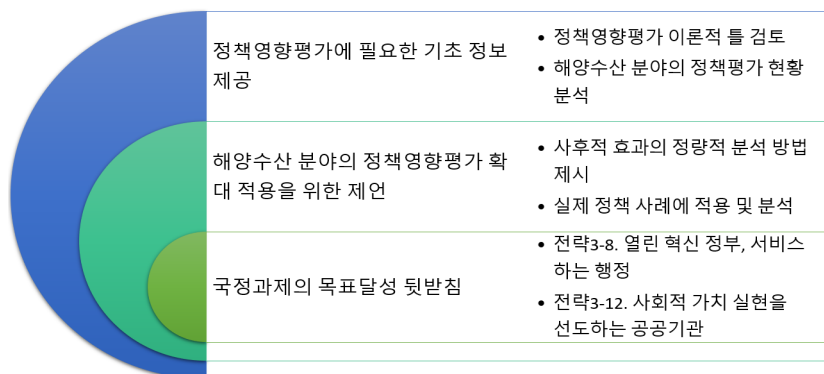 정책영향평가에 필요한 기초 정보
제공
• 정책영향평가 이론적 틀 검토
• 해양수산 분야의 정책평가 현황
분석
해양수산 분야의 정책영향평가 확
대 적용을 위한 제언
• 사후적 효과의 정량적 분석 방법
제시
• 실제 정책 사례에 적용 및 분석
국정과제의 목표달성 뒷받침
• 전략3-8. 열린 혁신 정부, 서비스
하는 행정
• 전략3-12. 사회적 가치 실현을
선도하는 공공기관